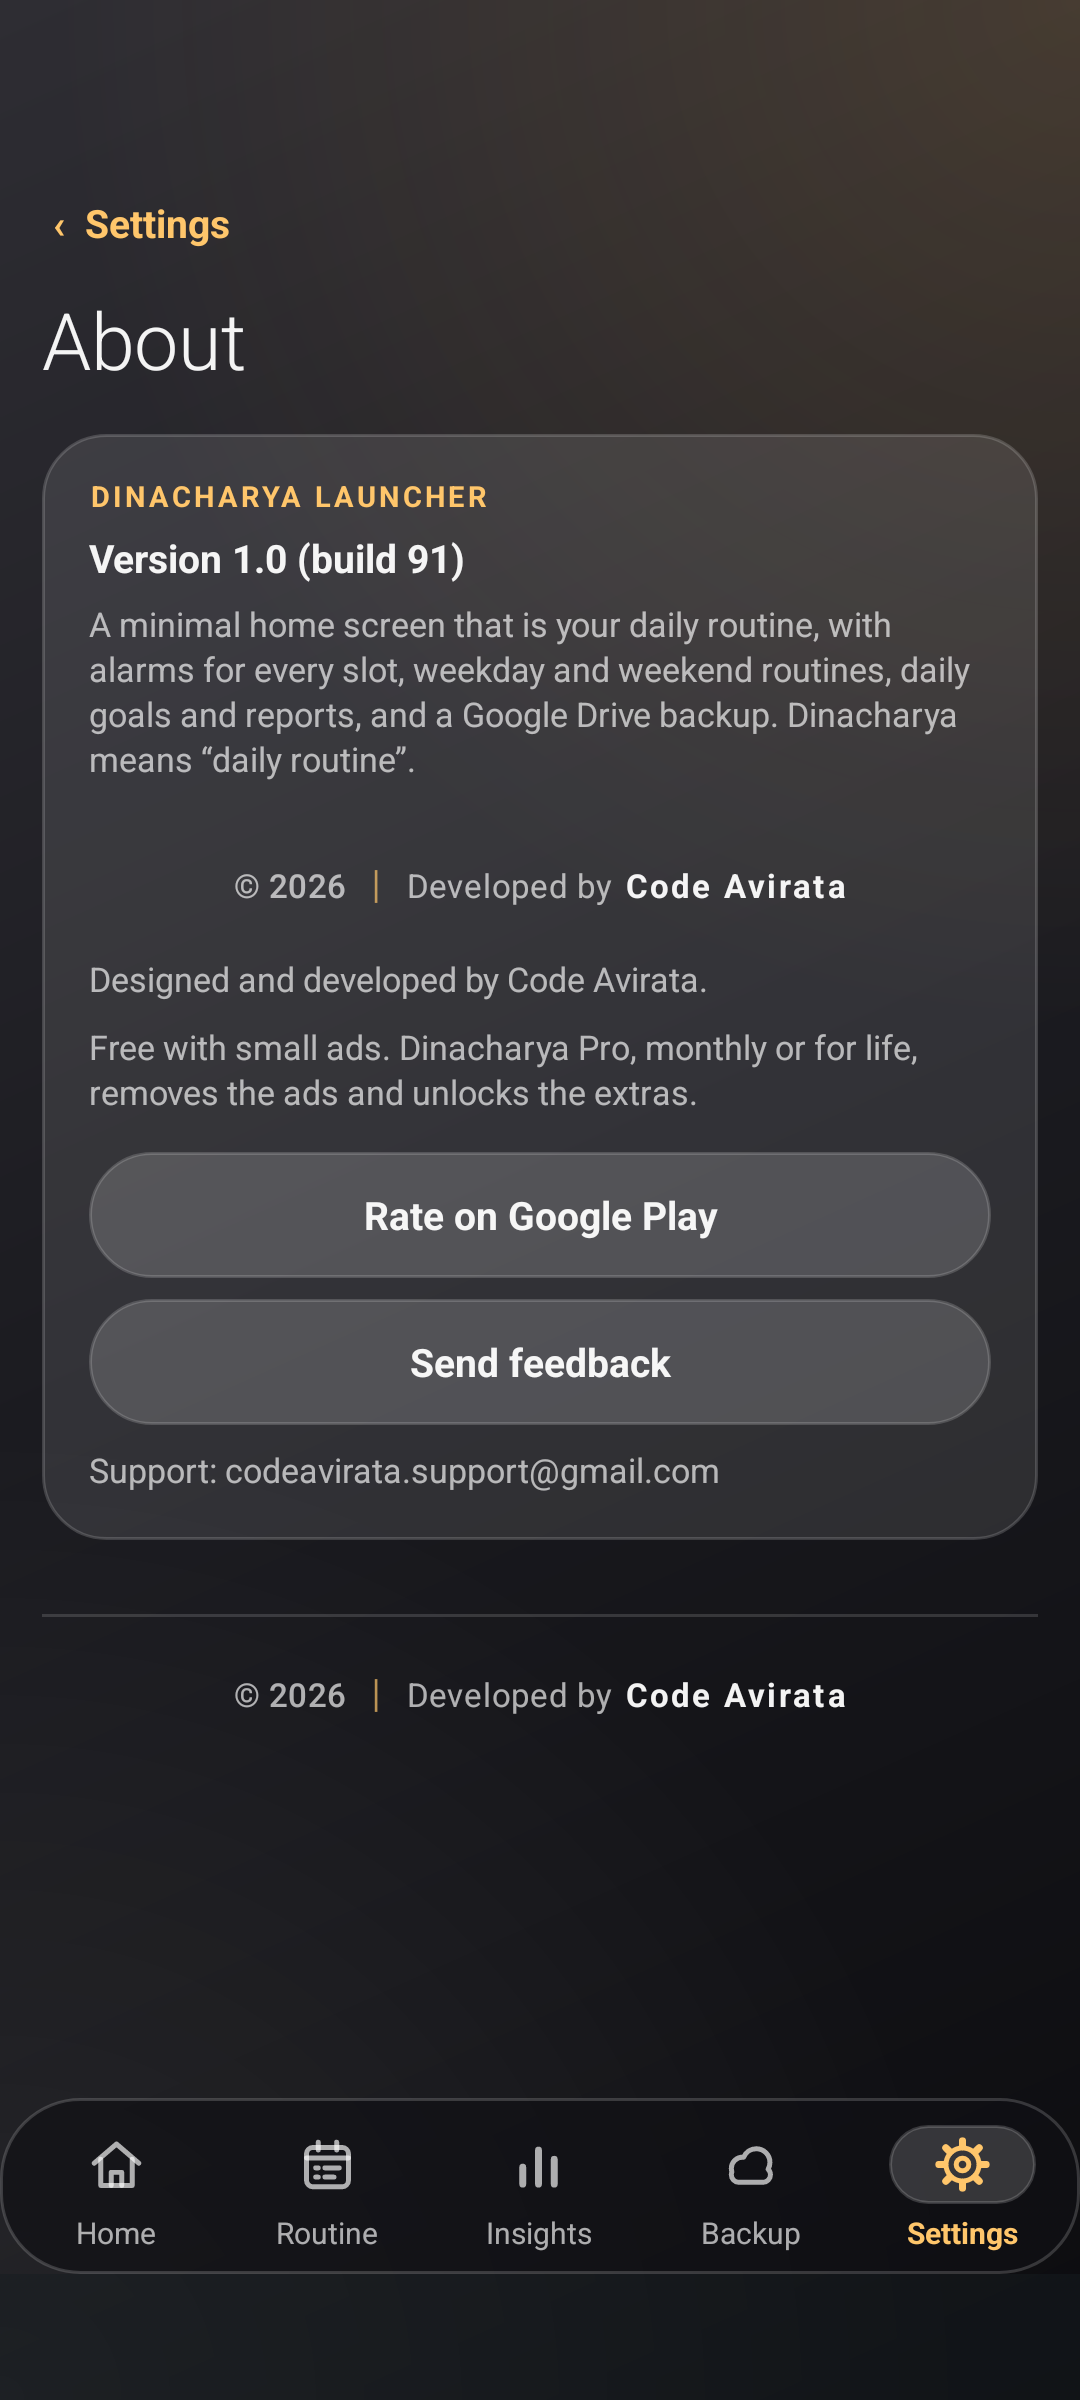 ‹ Settings
About
DINACHARYA LAUNCHER
Version 1.0 (build 91)
A minimal home screen that is your daily routine, with
alarms for every slot, weekday and weekend routines, daily
goals and reports, and a Google Drive backup. Dinacharya
means “daily routine”.
© 2026 | Developed by Code Avirata
Designed and developed by Code Avirata.
Free with small ads. Dinacharya Pro, monthly or for life,
removes the ads and unlocks the extras.
Rate on Google Play
Send feedback
Support: codeavirata.support@gmail.com
© 2026 | Developed by Code Avirata
Home Routine Insights Backup Settings